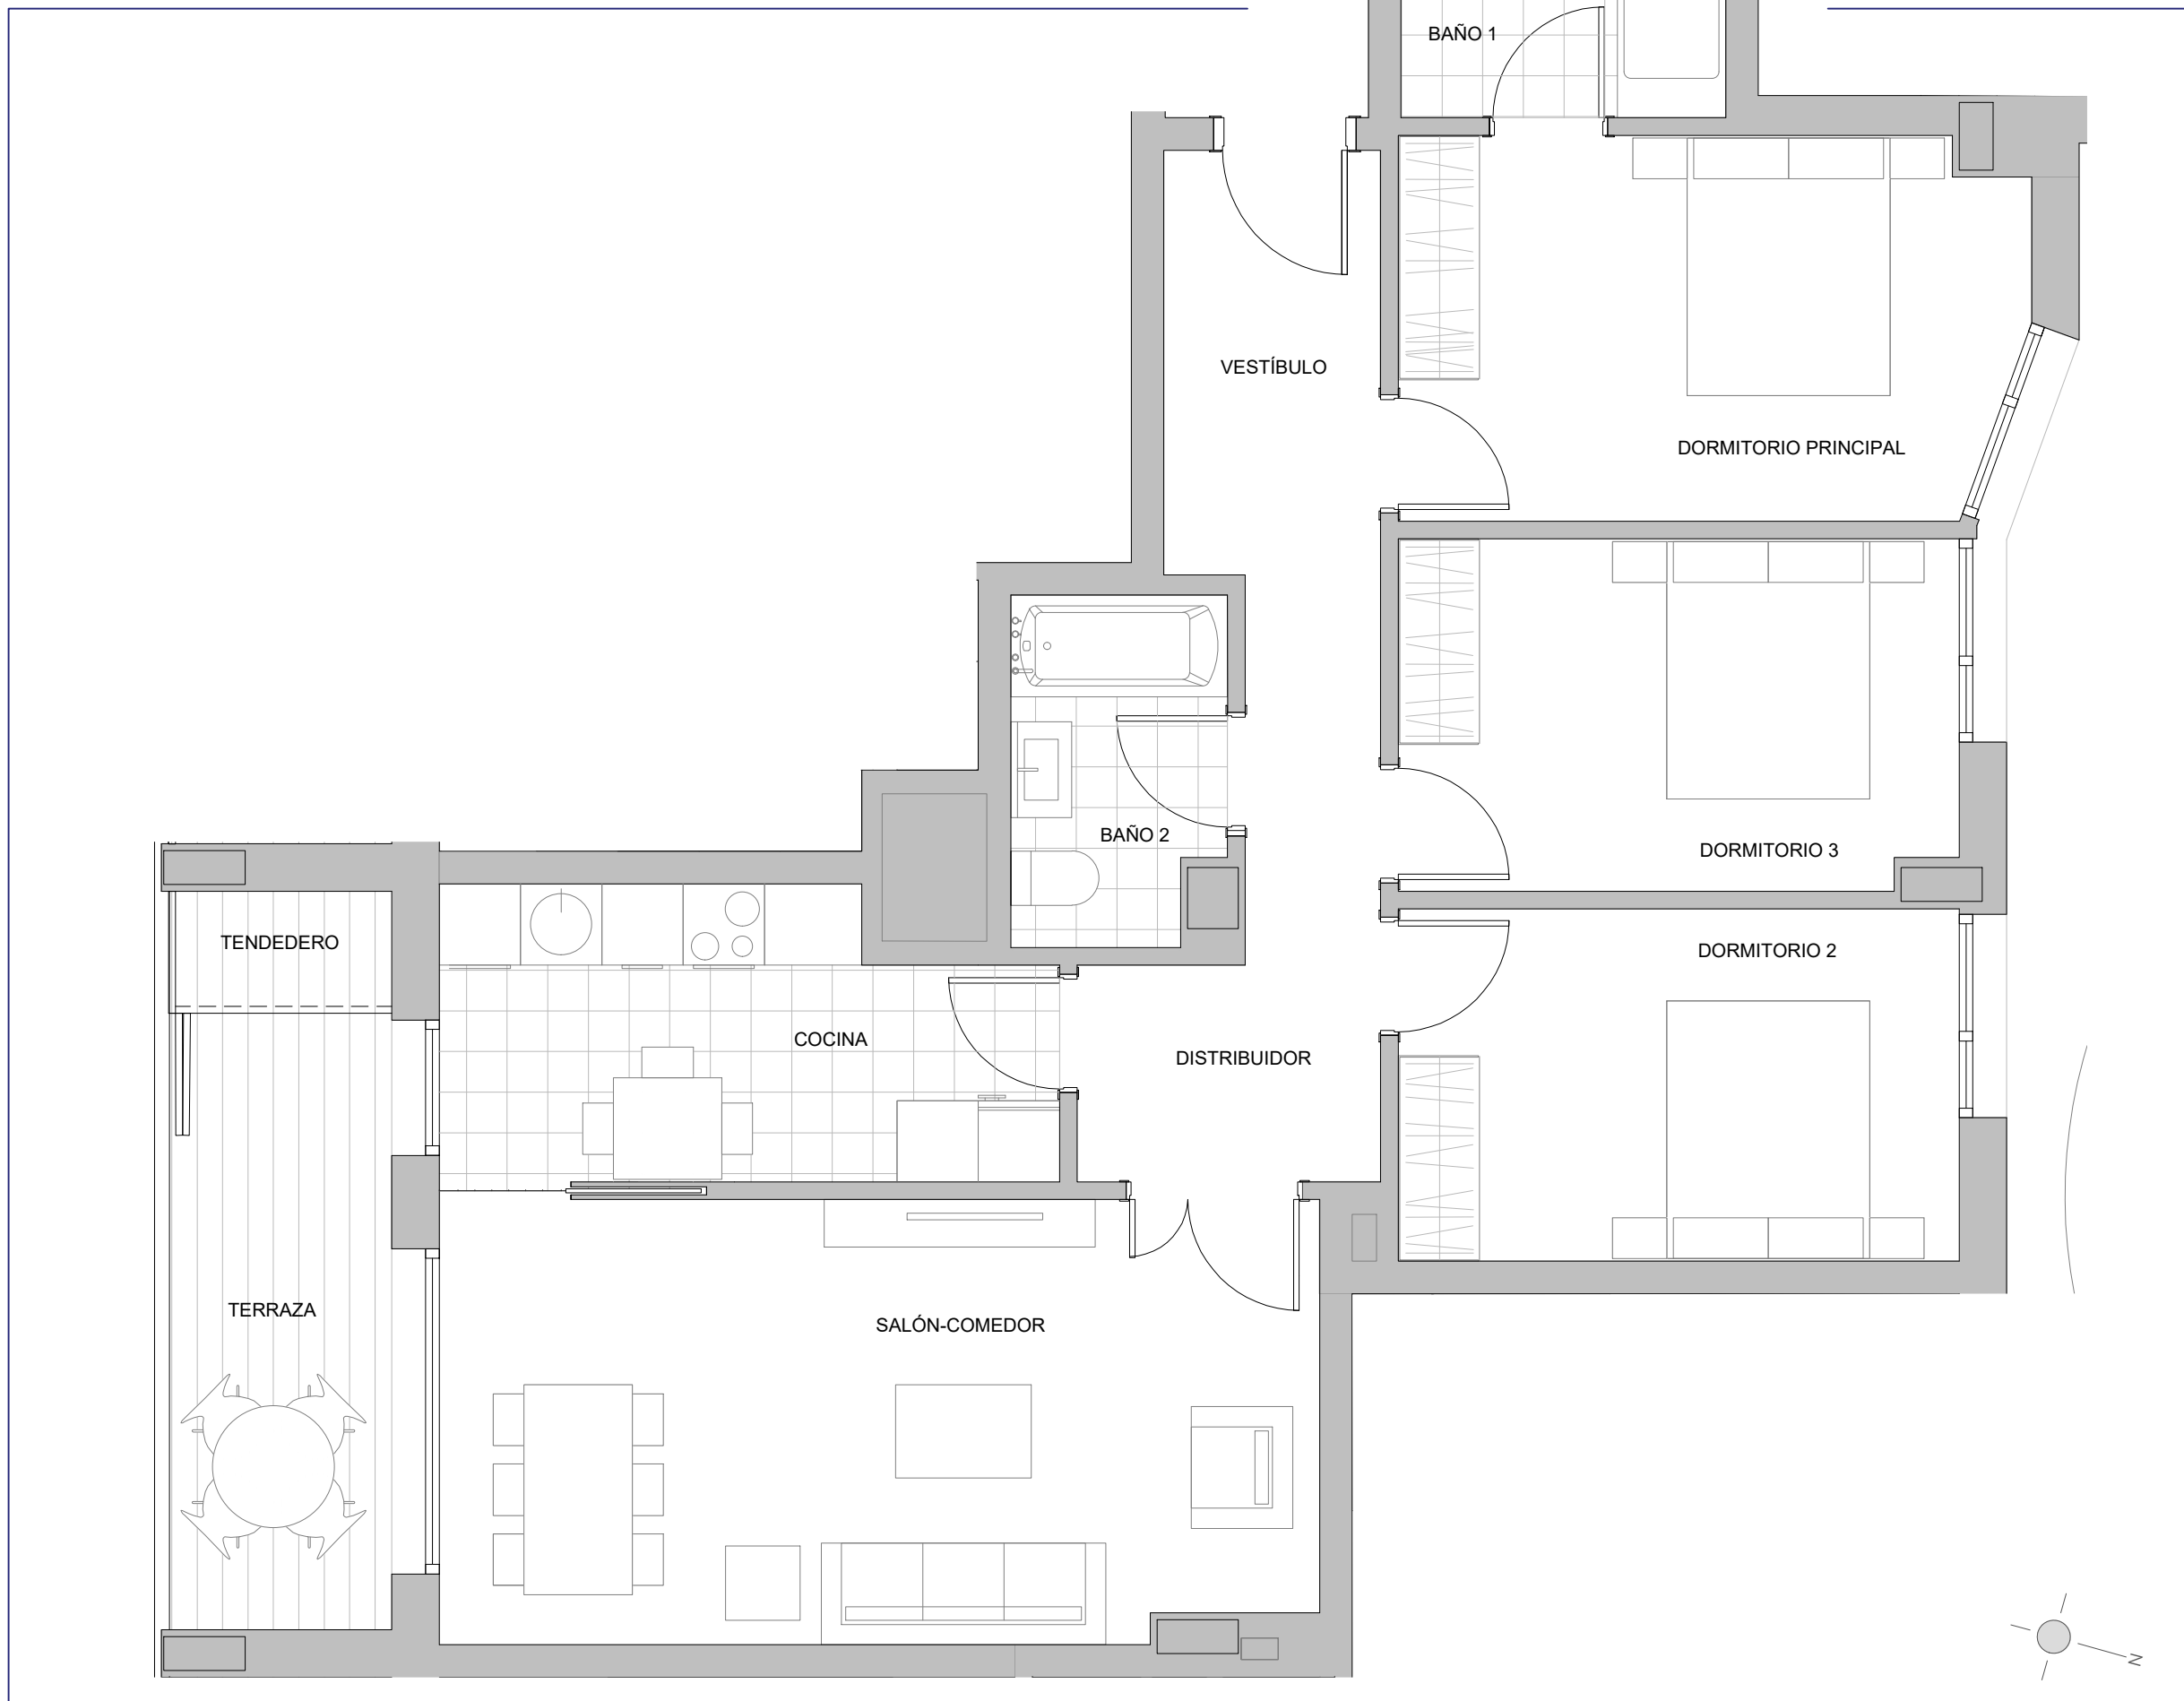 BAÑO 1
VESTÍBULO
DORMITORIO PRINCIPAL
BAÑO 2
DORMITORIO 3
TENDEDERO
DORMITORIO 2
COCINA
DISTRIBUIDOR
TERRAZA
SALÓN-COMEDOR
N